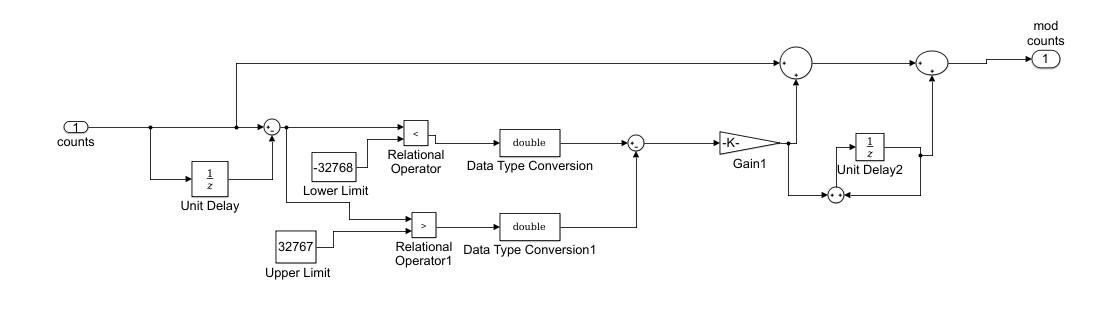 mod
counts
1
1
counts
1
z
Unit Delay
-32768
Lower Limit
<
Relational
Operator
double
Data Type Conversion
-K-
Gain1
1
z
Unit Delay2
32767
Upper Limit
>
Relational
Operator1
double
Data Type Conversion1